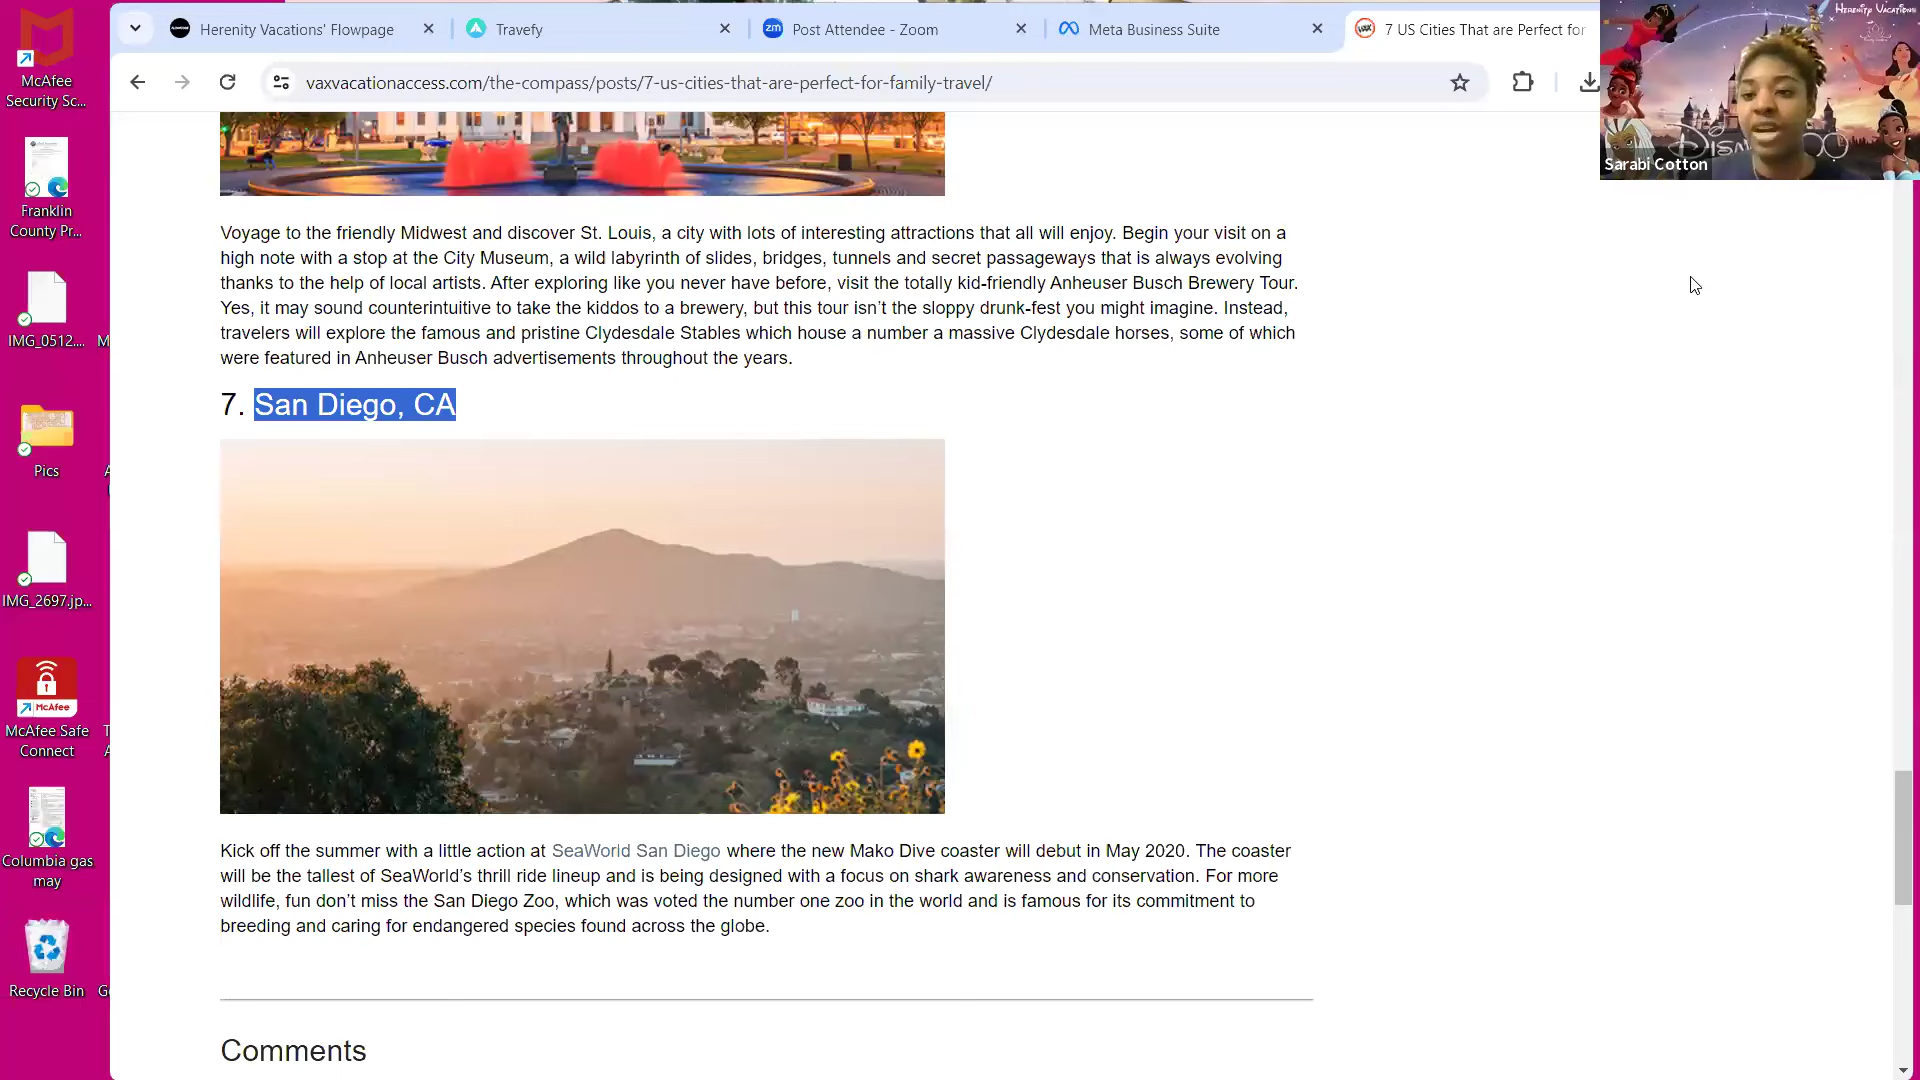 Herenity Vacations' Flowpage
Travefy
Post Attendee - Zoom
Meta Business Suite
7 US Cities That are Perfect for
vaxvacationaccess.com/the-compass/posts/7-us-cities-that-are-perfect-for-family-travel/
Herenity Vacations
Sarabi Cotton
McAfee
Security Sc...
Franklin
County Pr...
IMG_0512....
Pics
IMG_2697.jp...
McAfee
McAfee Safe
Connect
Columbia gas
may
Recycle Bin
Voyage to the friendly Midwest and discover St. Louis, a city with lots of interesting attractions that all will enjoy. Begin your visit on a
high note with a stop at the City Museum, a wild labyrinth of slides, bridges, tunnels and secret passageways that is always evolving
thanks to the help of local artists. After exploring like you never have before, visit the totally kid-friendly Anheuser Busch Brewery Tour.
Yes, it may sound counterintuitive to take the kiddos to a brewery, but this tour isn’t the sloppy drunk-fest you might imagine. Instead,
travelers will explore the famous and pristine Clydesdale Stables which house a number a massive Clydesdale horses, some of which
were featured in Anheuser Busch advertisements throughout the years.
7. San Diego, CA
Kick off the summer with a little action at SeaWorld San Diego where the new Mako Dive coaster will debut in May 2020. The coaster
will be the tallest of SeaWorld’s thrill ride lineup and is being designed with a focus on shark awareness and conservation. For more
wildlife, fun don’t miss the San Diego Zoo, which was voted the number one zoo in the world and is famous for its commitment to
breeding and caring for endangered species found across the globe.
Comments